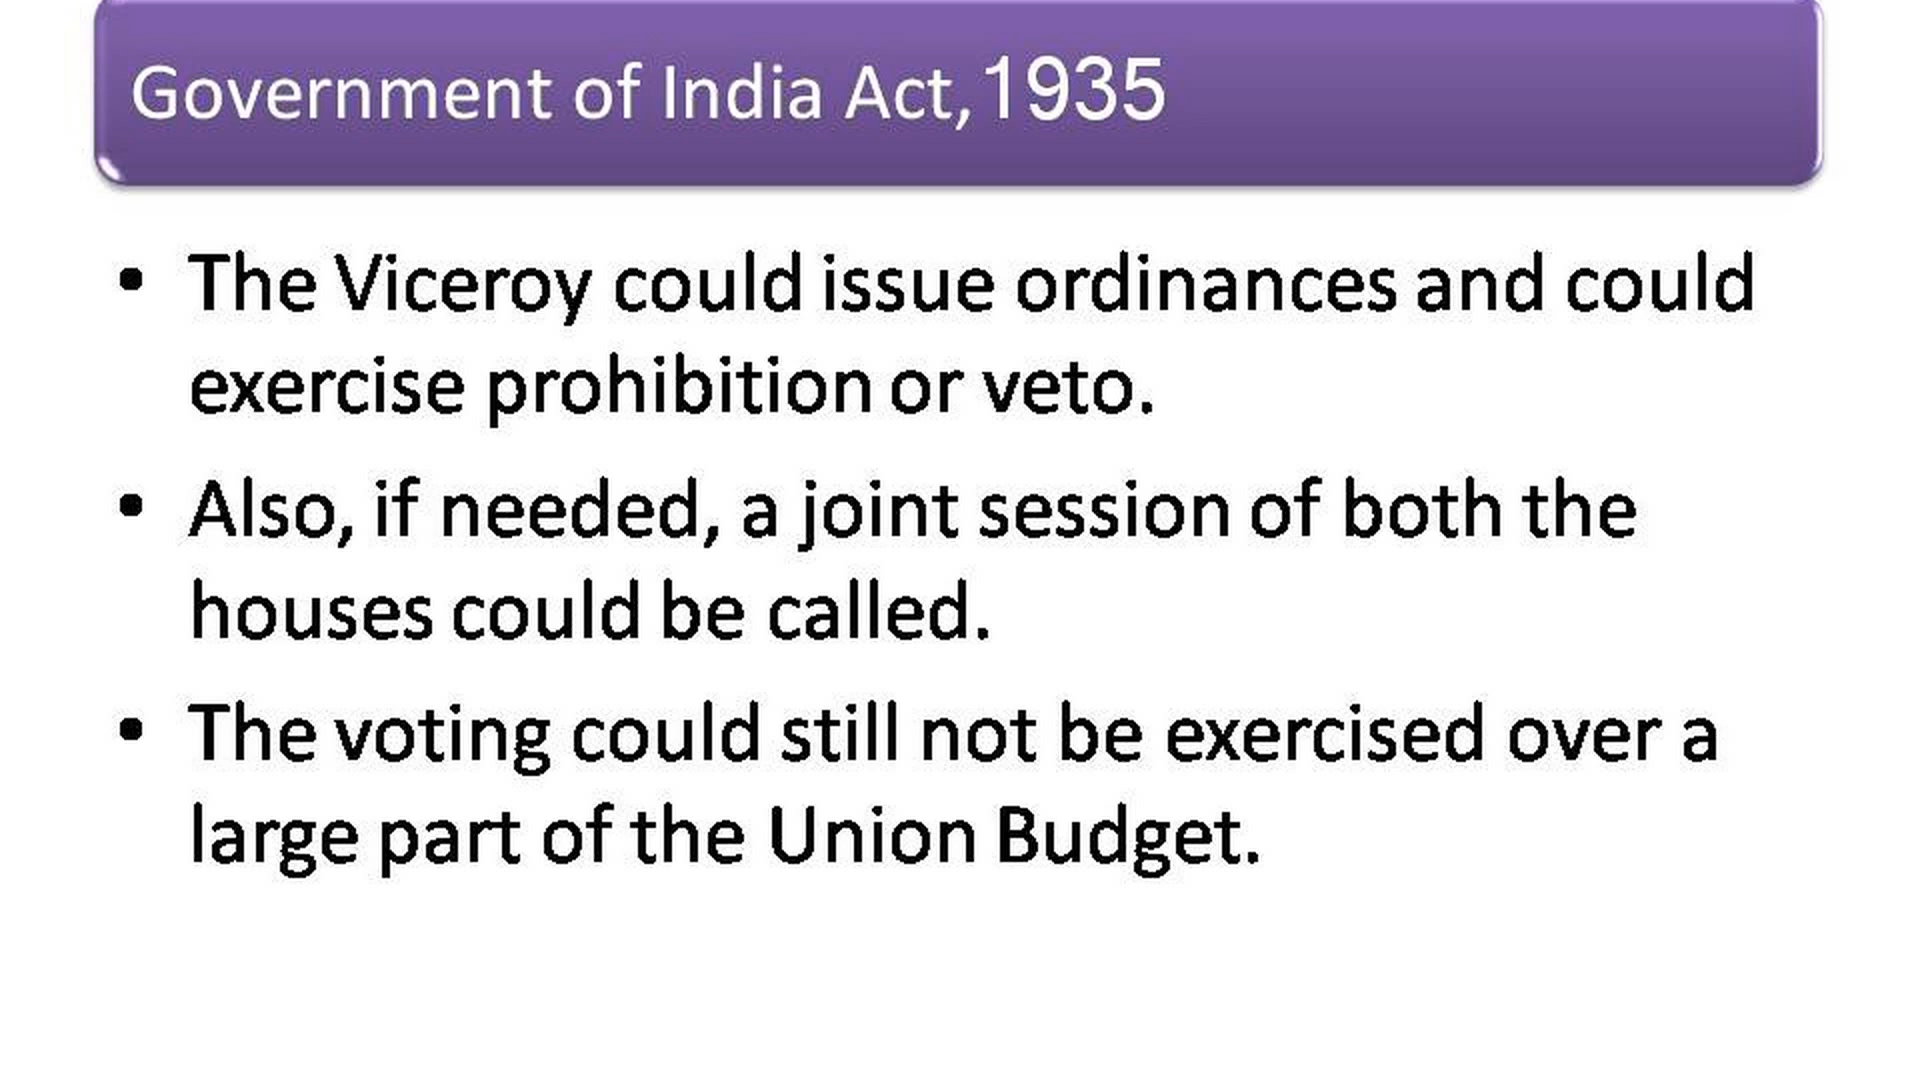 Government of India Act,1935
• The Viceroy could issue ordinances and could
exercise prohibition or veto.
• Also, if needed, a joint session of both the
houses could be called.
• The voting could still not be exercised over a
large part of the Union Budget.